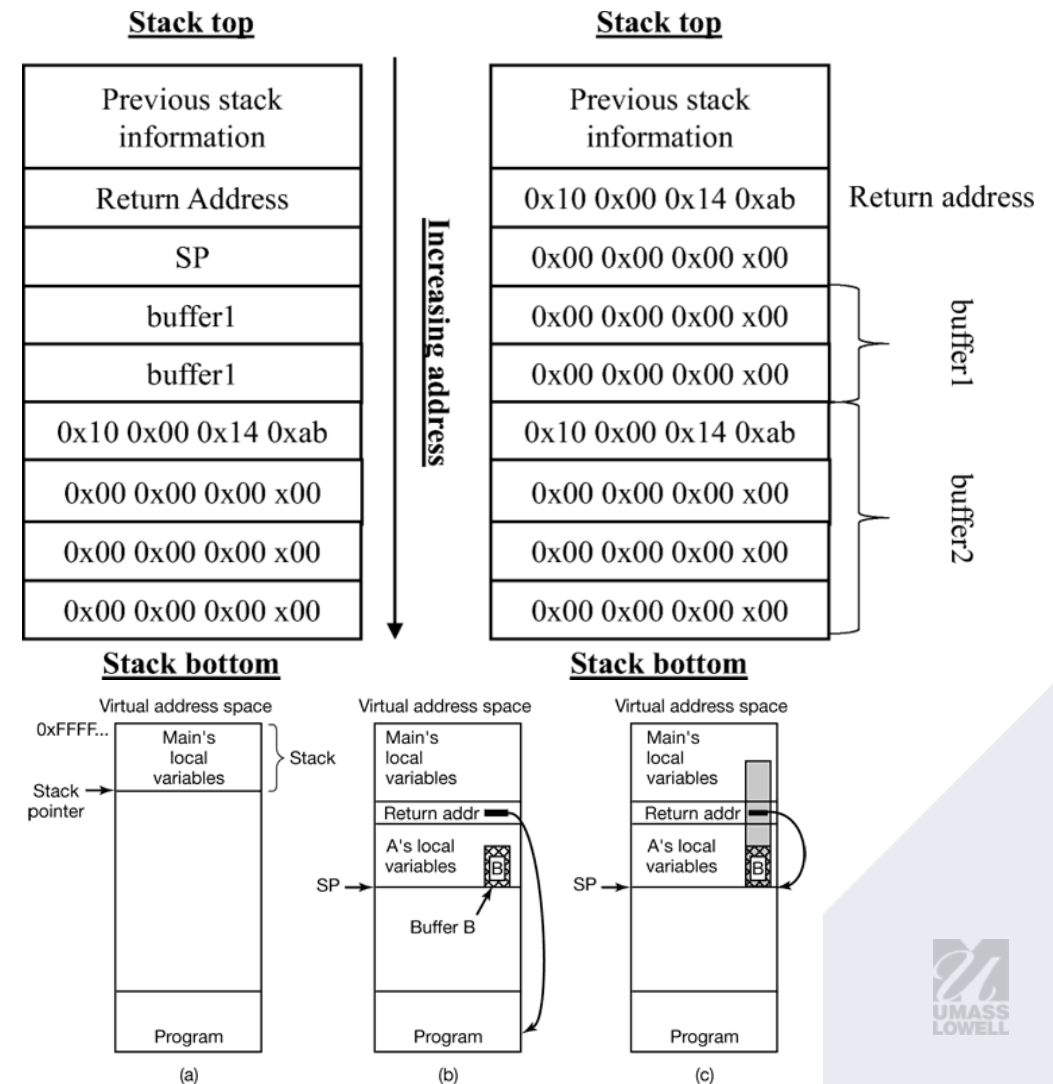 Stack top
Previous stack
information
Return Address
SP
buffer1
buffer1
0x10 0x00 0x14 0xab
0x00 0x00 0x00 x00
0x00 0x00 0x00 x00
0x00 0x00 0x00 x00
Stack bottom
Increasing address
Stack top
Previous stack
information
0x10 0x00 0x14 0xab
Return address
0x00 0x00 0x00 x00
0x00 0x00 0x00 x00
0x00 0x00 0x00 x00
buffer1
0x10 0x00 0x14 0xab
0x00 0x00 0x00 x00
0x00 0x00 0x00 x00
0x00 0x00 0x00 x00
buffer2
Stack bottom
Virtual address space
0xFFFF...
Main's
local
variables
Stack
Stack
pointer
Program
(a)
Virtual address space
Main's
local
variables
Return addr
A's local
variables
B
SP
Buffer B
Program
(b)
Virtual address space
Main's
local
variables
Return addr
A's local
variables
B
SP
Program
(c)
UMASS
LOWELL